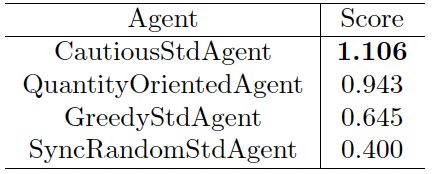 Agent Score
CautiousStdAgent 1.106
QuantityOrientedAgent 0.943
GreedyStdAgent 0.645
SyncRandomStdAgent 0.400